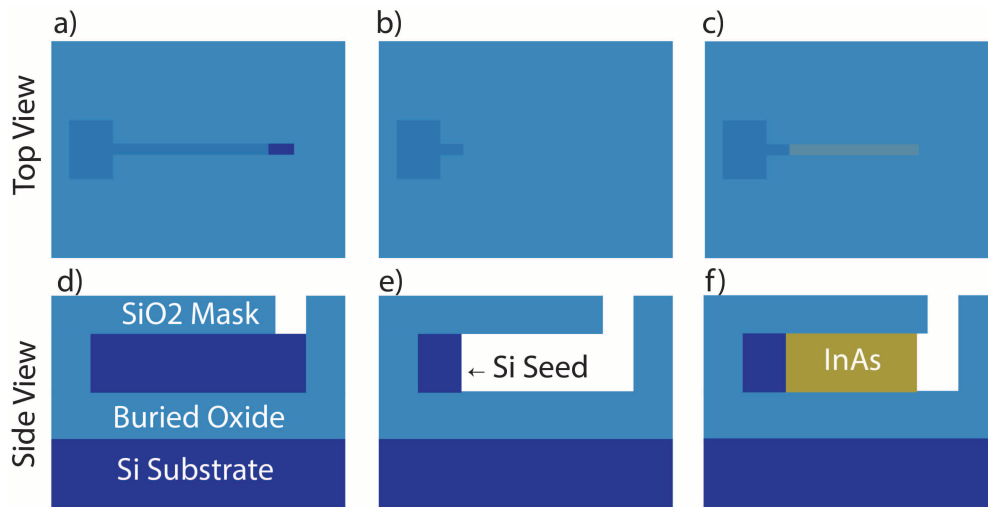 a)
b)
c)
Top View
d)
e)
f)
SiO2 Mask
← Si Seed
InAs
Buried Oxide
Side View
Si Substrate